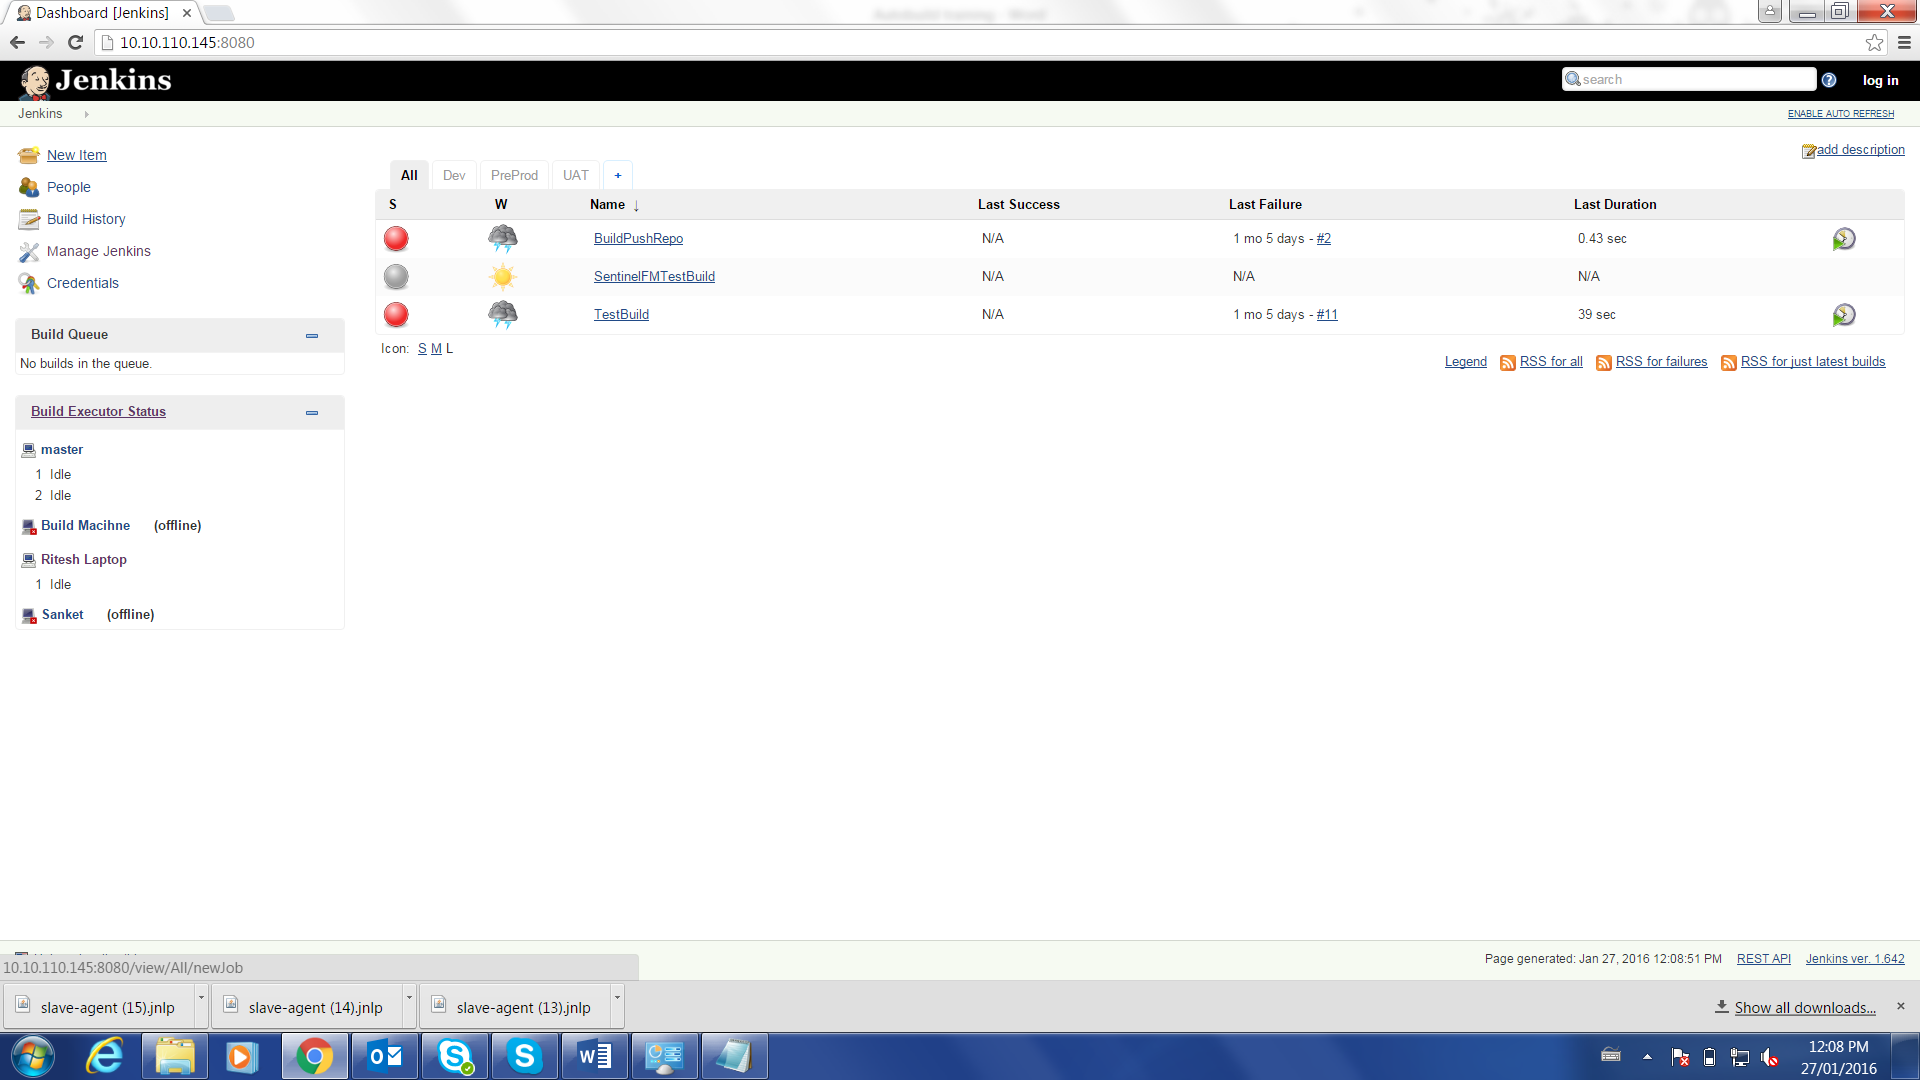 Dashboard [Jenkins]
10.10.110.145:8080
Jenkins
search
log in
Jenkins
ENABLE AUTO REFRESH
New Item
People
Build History
Manage Jenkins
Credentials
add description
All Dev PreProd UAT +
S W Name ↓ Last Success Last Failure Last Duration
BuildPushRepo N/A 1 mo 5 days - #2 0.43 sec
SentinelFMTestBuild N/A N/A N/A
TestBuild N/A 1 mo 5 days - #11 39 sec
Icon: S M L
Legend RSS for all RSS for failures RSS for just latest builds
Build Queue
No builds in the queue.
Build Executor Status
master
1 Idle
2 Idle
Build Macihne (offline)
Ritesh Laptop
1 Idle
Sanket (offline)
Page generated: Jan 27, 2016 12:08:51 PM REST API Jenkins ver. 1.642
10.10.110.145:8080/view/All/newJob
slave-agent (15).jnlp slave-agent (14).jnlp slave-agent (13).jnlp Show all downloads...
12:08 PM
27/01/2016